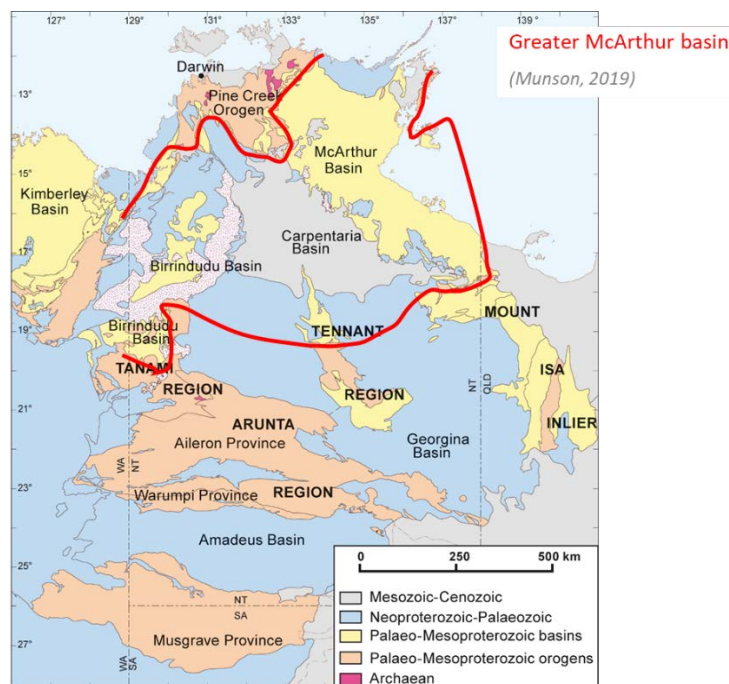 Greater McArthur basin
(Munson, 2019)
127° 129° 131° 133° 135° 137°
Darwin
13°
Pine Creek
Orogen
McArthur
Basin
15°
Kimberley
Basin
17°
Carpentaria
Basin
Birrindudu Basin
19°
Birrindudu
Basin
MOUNT
TENNANT
TANAMI
ISA
REGION
REGION
NT
QLD
21°
INLIER
ARUNTA
Aileron Province
Georgina
Basin
WA
NT
23°
Warumpi Province
REGION
Amadeus Basin
25°
0 250 500 km
NT
SA
Musgrave Province
27°
WA
SA
Mesozoic-Cenozoic
Neoproterozoic-Palaeozoic
Palaeo-Mesoproterozoic basins
Palaeo-Mesoproterozoic orogens
Archaean